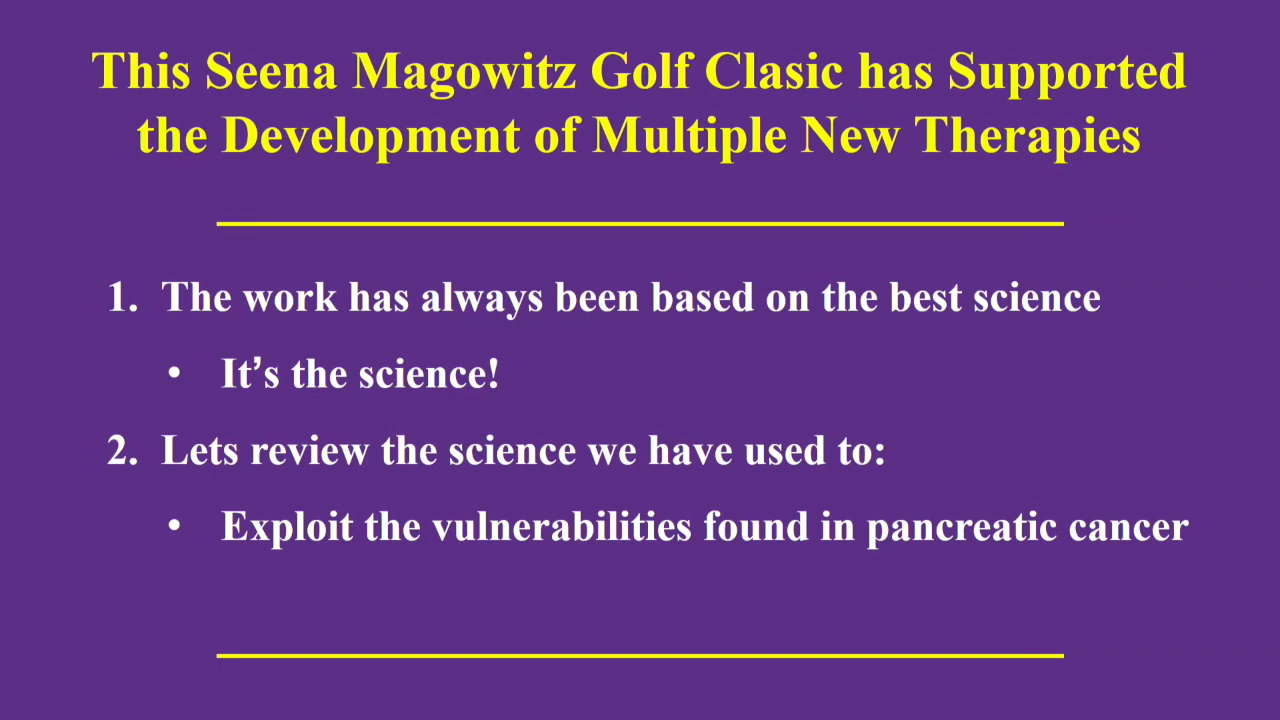 This Seena Magowitz Golf Clasic has Supported
the Development of Multiple New Therapies
1. The work has always been based on the best science
• It’s the science!
2. Lets review the science we have used to:
• Exploit the vulnerabilities found in pancreatic cancer